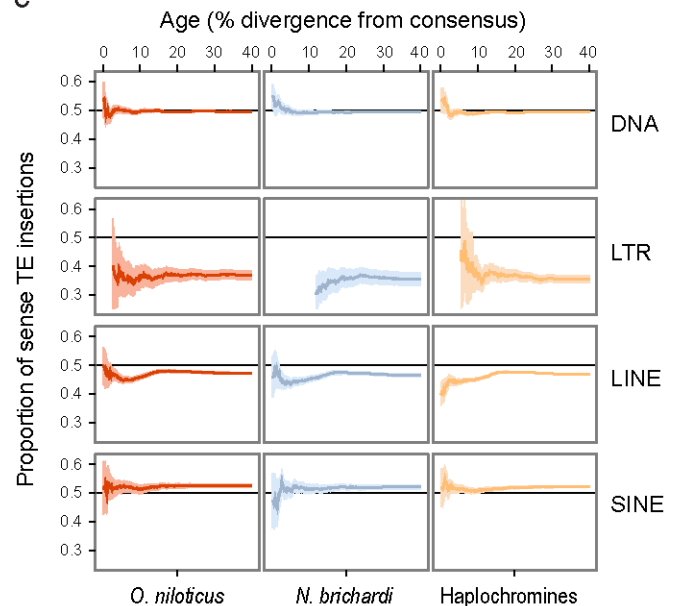 Age (% divergence from consensus)
0 10 20 30 40 0 10 20 30 40 0 10 20 30 40
Proportion of sense TE insertions
0.6
0.5
0.4
0.3
DNA
0.6
0.5
0.4
0.3
LTR
0.6
0.5
0.4
0.3
LINE
0.6
0.5
0.4
0.3
SINE
O. niloticus N. brichardi Haplochromines